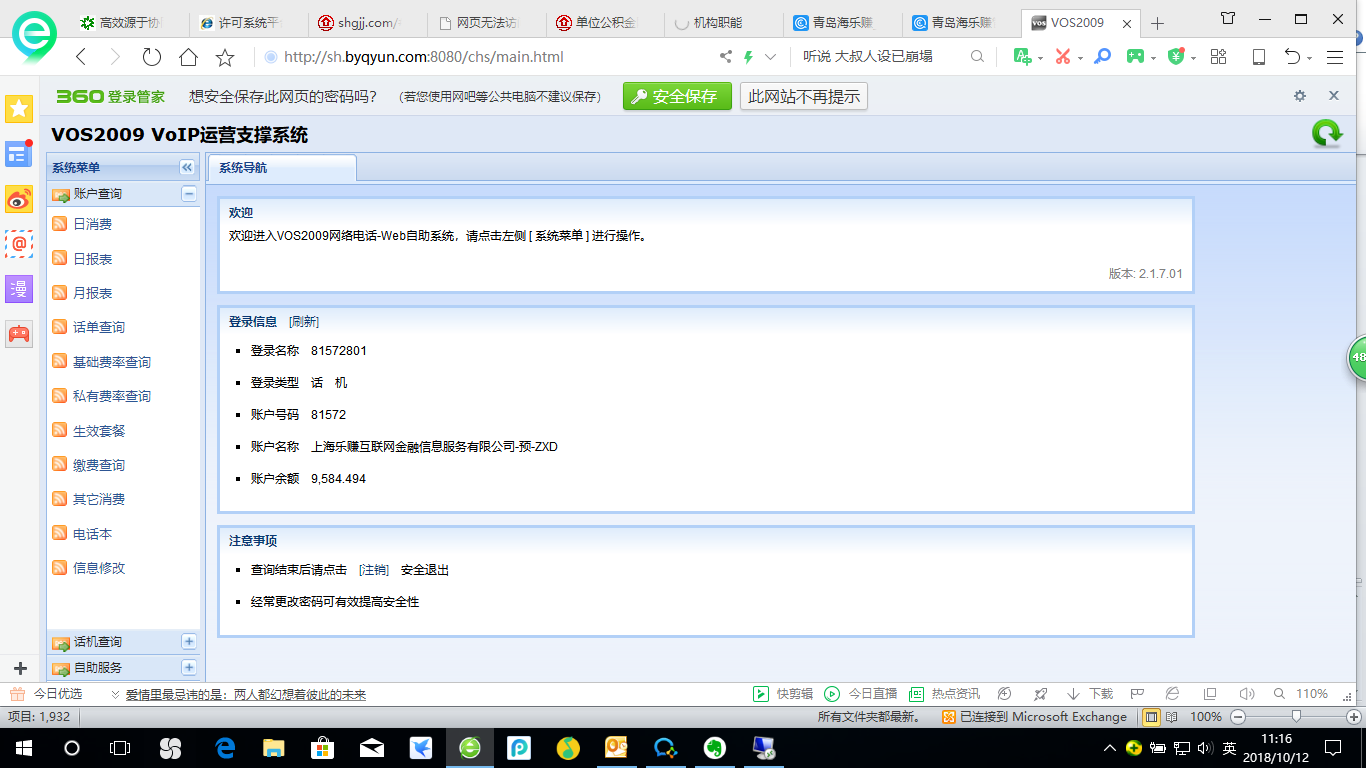 高效源于协
许可系统平
shgjj.com/
网页无法访
单位公积金
机构职能
青岛海乐赚
青岛海乐赚
VOS2009
http://sh.byqyun.com:8080/chs/main.html
听说 大叔人设已崩塌
360 登录管家 想安全保存此网页的密码吗? (若您使用网吧等公共电脑不建议保存) 安全保存 此网站不再提示
VOS2009 VoIP运营支撑系统
系统菜单
账户查询
日消费
日报表
月报表
话单查询
基础费率查询
私有费率查询
生效套餐
缴费查询
其它消费
电话本
信息修改
话机查询
自助服务
系统导航
欢迎
欢迎进入VOS2009网络电话-Web自助系统，请点击左侧 [ 系统菜单 ] 进行操作。
版本: 2.1.7.01
登录信息 [刷新]
登录名称 81572801
登录类型 话 机
账户号码 81572
账户名称 上海乐赚互联网金融信息服务有限公司-预-ZXD
账户余额 9,584.494
注意事项
查询结束后请点击 [注销] 安全退出
经常更改密码可有效提高安全性
漫
48
今日优选 爱情里最忌讳的是：两人都幻想着彼此的未来
快剪辑 今日直播 热点资讯 下载 110%
项目: 1,932 所有文件夹都最新。 已连接到 Microsoft Exchange 100%
英
11:16
2018/10/12